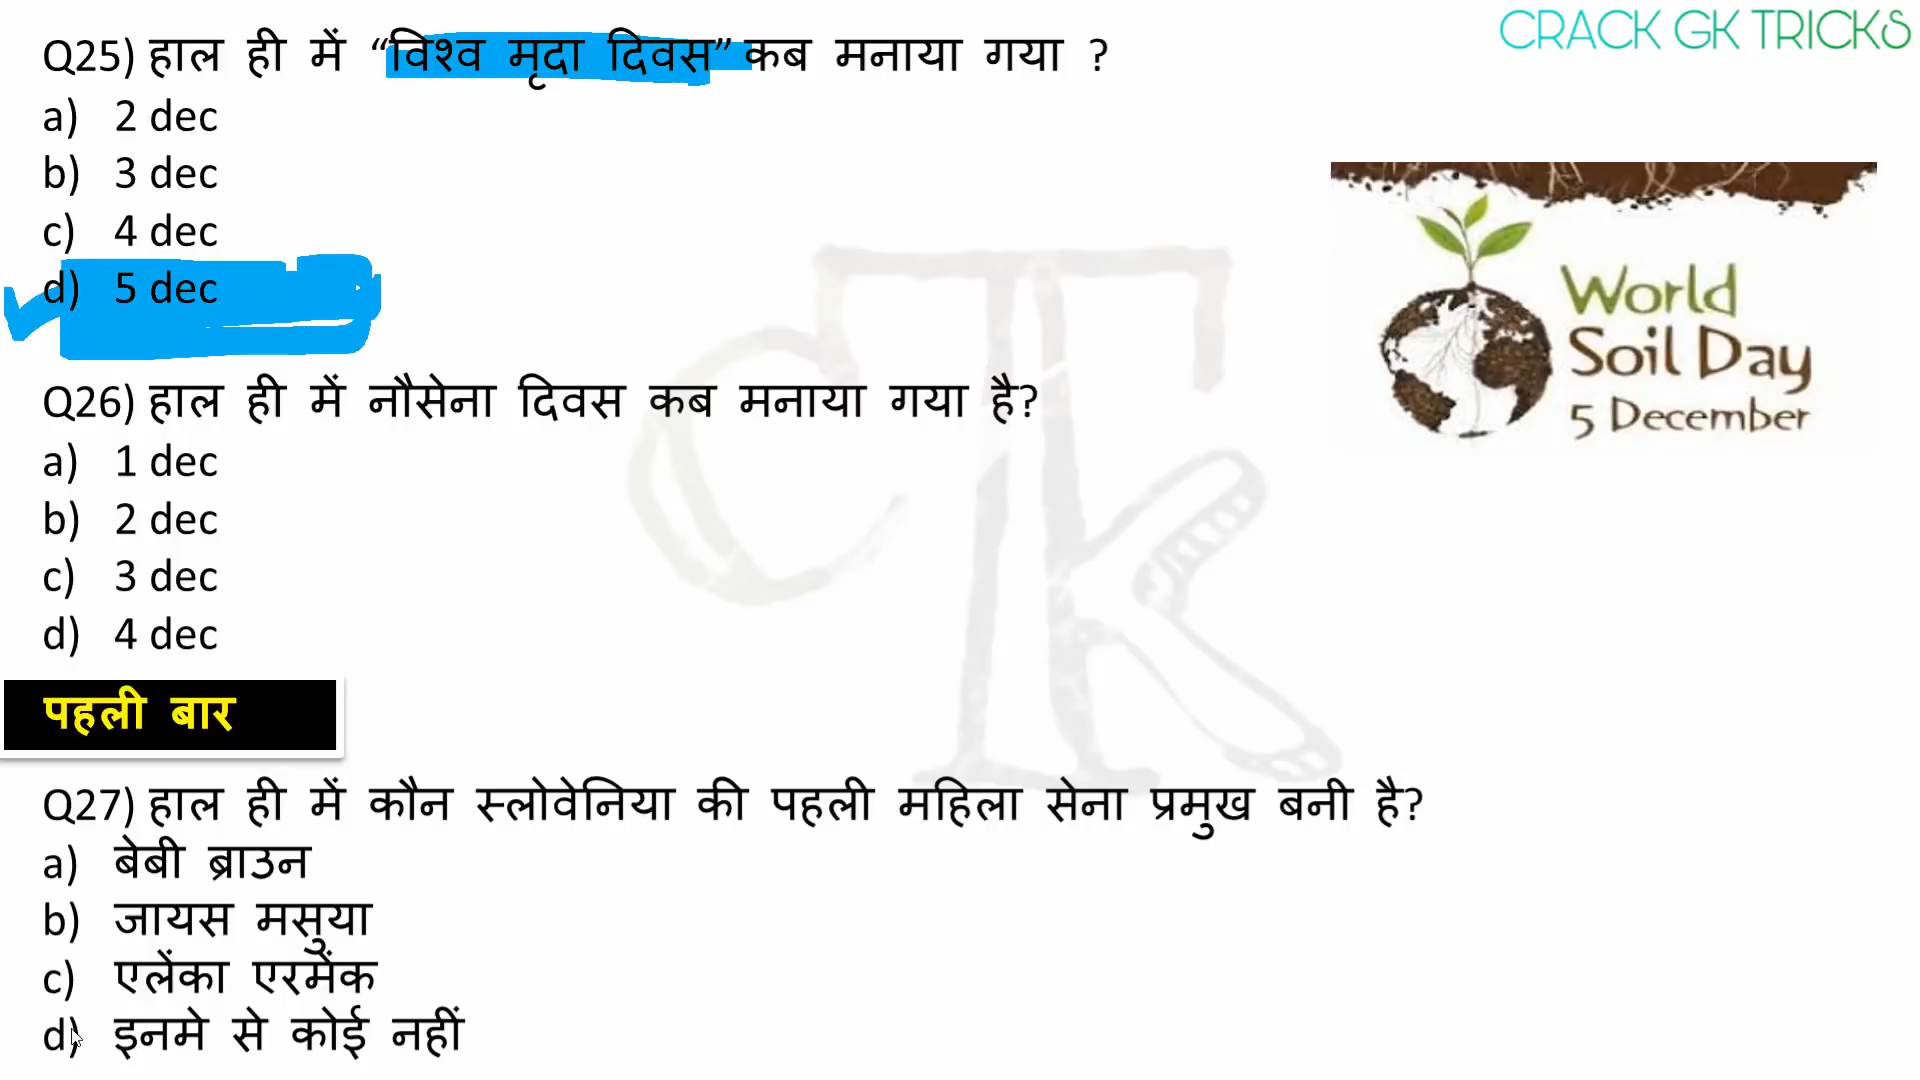 CRACK GK TRICKS
Q25) हाल ही में “विश्व मृदा दिवस” कब मनाया गया ?
a) 2 dec
b) 3 dec
c) 4 dec
d) 5 dec
World
Soil Day
5 December
Q26) हाल ही में नौसेना दिवस कब मनाया गया है?
a) 1 dec
b) 2 dec
c) 3 dec
d) 4 dec
पहली बार
Q27) हाल ही में कौन स्लोवेनिया की पहली महिला सेना प्रमुख बनी है?
a) बेबी ब्राउन
b) जायस मसुया
c) एलेंका एरमेंक
d) इनमे से कोई नहीं
CTk